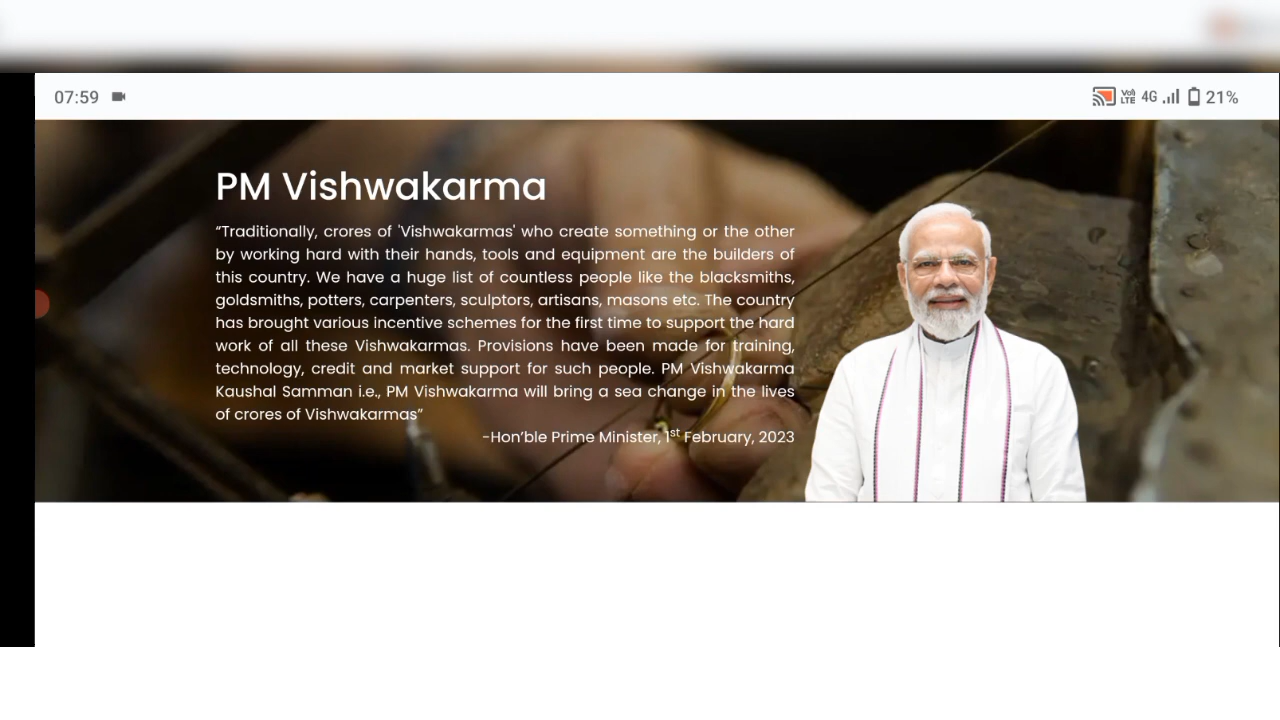 07:59
Vo)) LTE 4G 21%
PM Vishwakarma
“Traditionally, crores of 'Vishwakarmas' who create something or the other
by working hard with their hands, tools and equipment are the builders of
this country. We have a huge list of countless people like the blacksmiths,
goldsmiths, potters, carpenters, sculptors, artisans, masons etc. The country
has brought various incentive schemes for the first time to support the hard
work of all these Vishwakarmas. Provisions have been made for training,
technology, credit and market support for such people. PM Vishwakarma
Kaushal Samman i.e., PM Vishwakarma will bring a sea change in the lives
of crores of Vishwakarmas”
-Hon’ble Prime Minister, 1st February, 2023